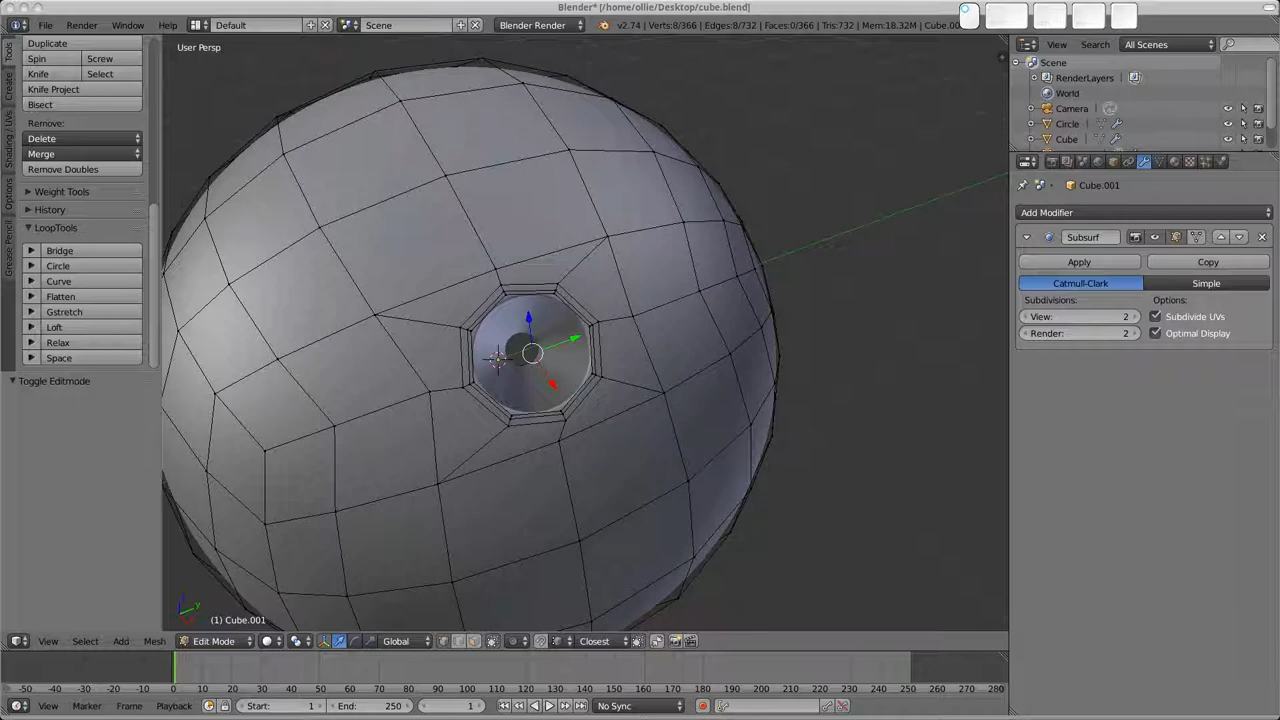 Blender* [/home/ollie/Desktop/cube.blend]
File Render Window Help Default Scene Blender Render v2.74 | Verts:8/366 | Edges:8/732 | Faces:0/366 | Tris:732 | Mem:18.32M | Cube.00
View Search All Scenes
Tools
Create
Shading / UVs
Options
Grease Pencil
Duplicate
Spin Screw
Knife Select
Knife Project
Bisect
Remove:
Delete
Merge
Remove Doubles
Weight Tools
History
LoopTools
Bridge
Circle
Curve
Flatten
Gstretch
Loft
Relax
Space
Toggle Editmode
User Persp
(1) Cube.001
Scene
RenderLayers
World
Camera
Circle
Cube
Cube.001
Add Modifier
Subsurf
Apply Copy
Catmull-Clark Simple
Subdivisions: Options:
View: 2 Subdivide UVs
Render: 2 Optimal Display
View Select Add Mesh Edit Mode Global Closest
-50 -40 -30 -20 -10 0 10 20 30 40 50 60 70 80 90 100 110 120 130 140 150 160 170 180 190 200 210 220 230 240 250 260 270 280
View Marker Frame Playback Start: 1 End: 250 1 No Sync